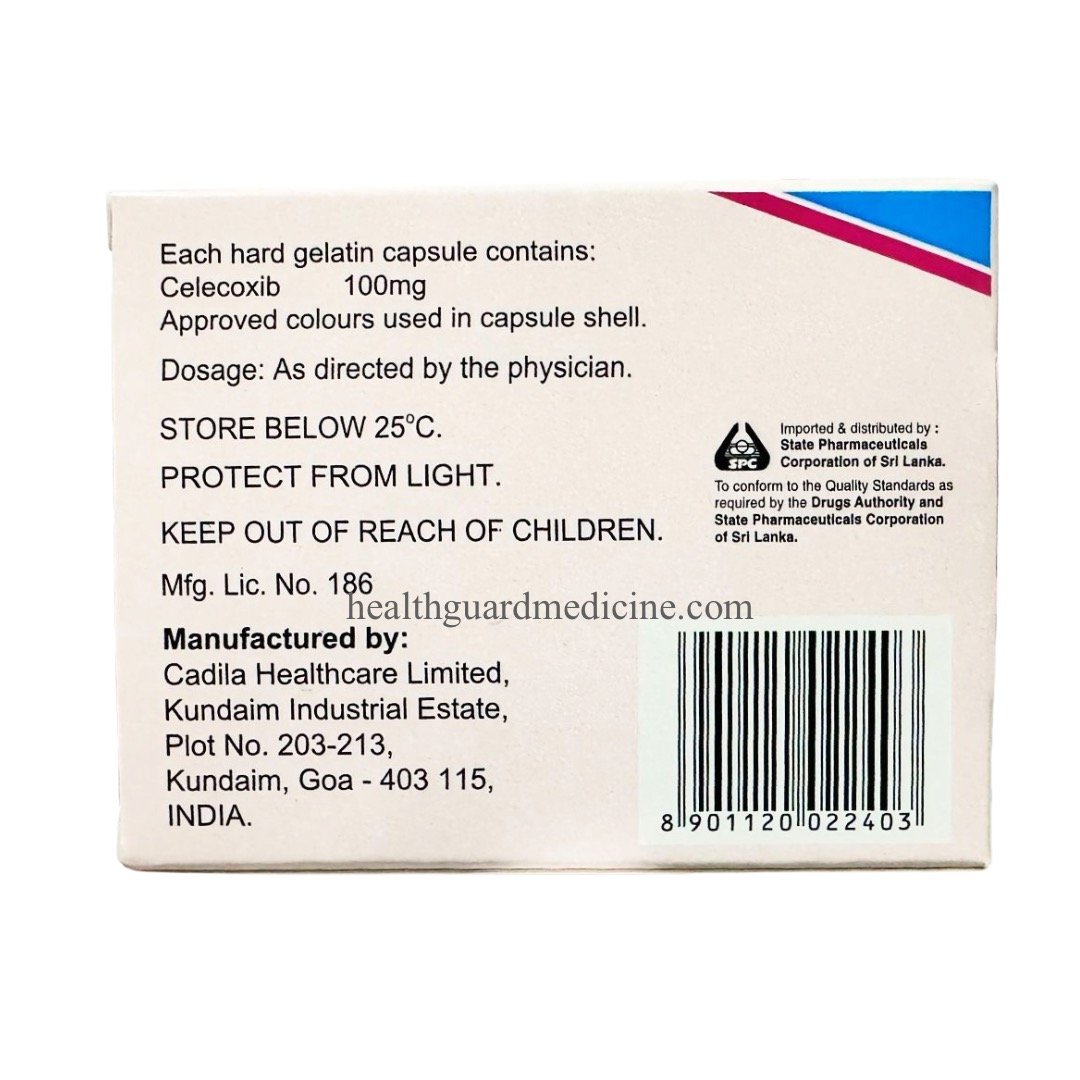 Each hard gelatin capsule contains:
Celecoxib 100mg
Approved colours used in capsule shell.
Dosage: As directed by the physician.
STORE BELOW 25°C.
PROTECT FROM LIGHT.
KEEP OUT OF REACH OF CHILDREN.
Mfg. Lic. No. 186
healthguardmedicine.com
Manufactured by:
Cadila Healthcare Limited,
Kundaim Industrial Estate,
Plot No. 203-213,
Kundaim, Goa - 403 115,
INDIA.
SPC
Imported & distributed by :
State Pharmaceuticals
Corporation of Sri Lanka.
To conform to the Quality Standards as
required by the Drugs Authority and
State Pharmaceuticals Corporation
of Sri Lanka.
8 901120 022403